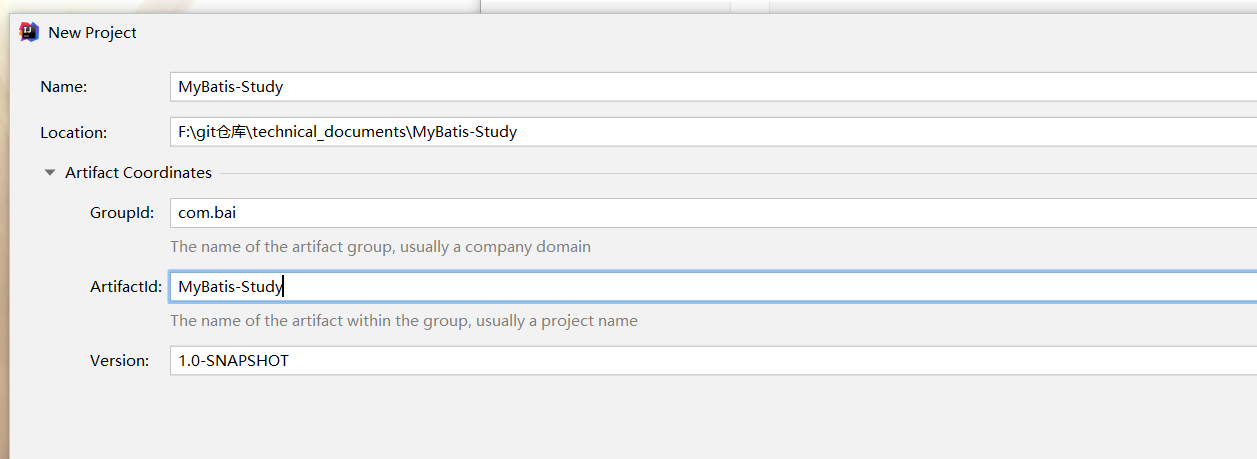 New Project
Name: MyBatis-Study
Location: F:\git仓库\technical_documents\MyBatis-Study
Artifact Coordinates
GroupId: com.bai
The name of the artifact group, usually a company domain
ArtifactId: MyBatis-Study
The name of the artifact within the group, usually a project name
Version: 1.0-SNAPSHOT